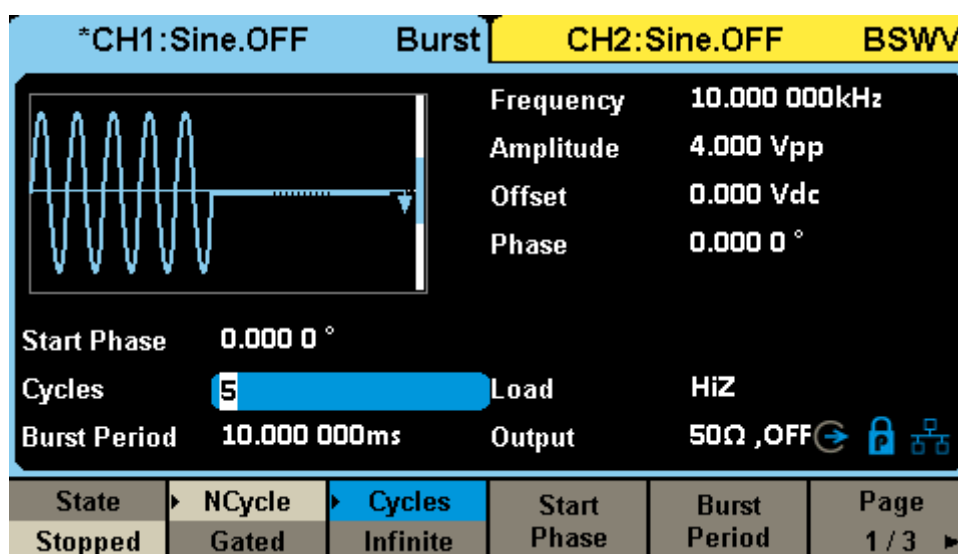 *CH1:Sine.OFF Burst CH2:Sine.OFF BSWV
Frequency 10.000 000kHz
Amplitude 4.000 Vpp
Offset 0.000 Vdc
Phase 0.000 0 °
Start Phase 0.000 0 °
Cycles 5 Load HiZ
Burst Period 10.000 000ms Output 50Ω ,OFF P
State NCycle Cycles Start Burst Page
Stopped Gated Infinite Phase Period 1/3